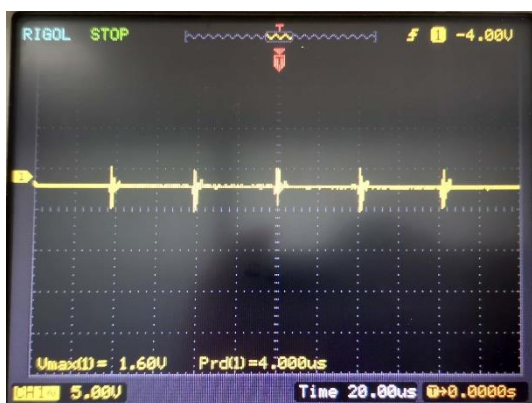 RIGOL STOP T 1 -4.00V
T
1
Vmax(1)= 1.60V Prd(1)=4.000us
CH1~ 5.00V Time 20.00us T→0.0000s